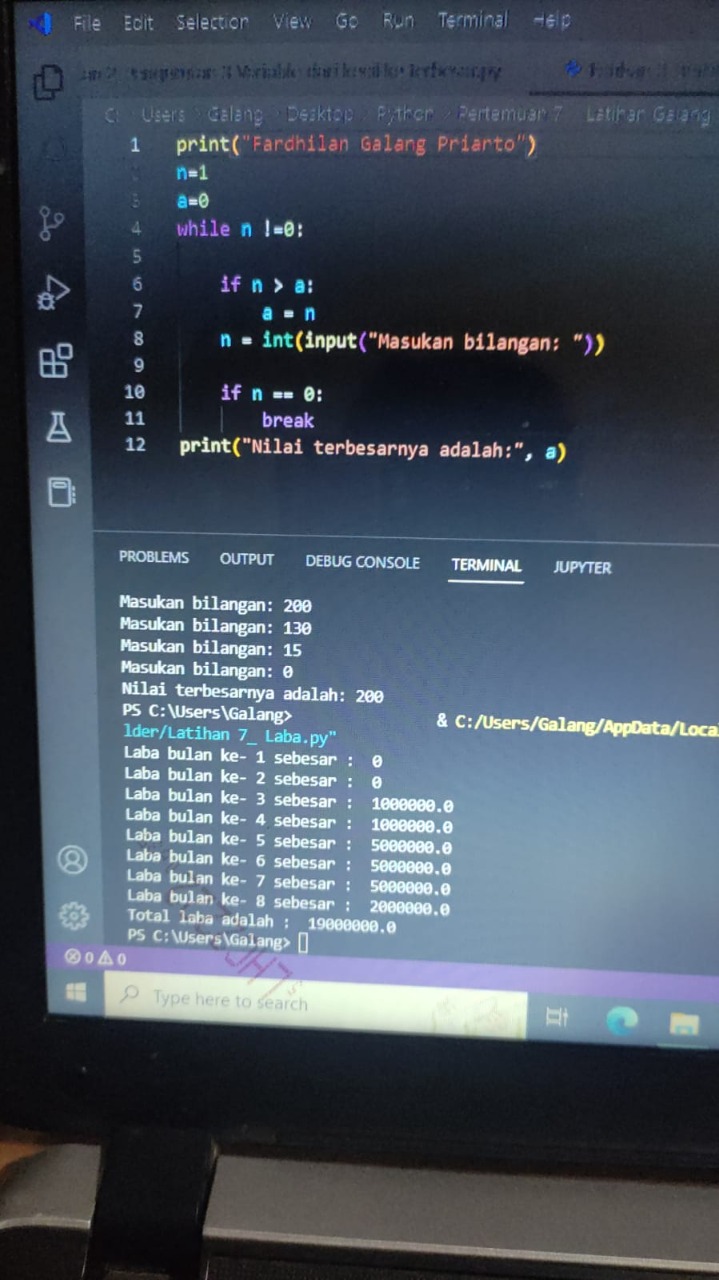 File Edit Selection View Go Run Terminal Help
C: Users > Galang > Desktop > Python > Pertemuan 7 Latihan Galang
1 print("Fardhilan Galang Priarto")
2 n=1
3 a=0
4 while n !=0:
5
6 if n > a:
7 a = n
8 n = int(input("Masukan bilangan: "))
9
10 if n == 0:
11 break
12 print("Nilai terbesarnya adalah:", a)
PROBLEMS OUTPUT DEBUG CONSOLE TERMINAL JUPYTER
Masukan bilangan: 200
Masukan bilangan: 130
Masukan bilangan: 15
Masukan bilangan: 0
Nilai terbesarnya adalah: 200
PS C:\Users\Galang> & C:/Users/Galang/AppData/Loca
lder/Latihan 7_ Laba.py"
Laba bulan ke- 1 sebesar : 0
Laba bulan ke- 2 sebesar : 0
Laba bulan ke- 3 sebesar : 1000000.0
Laba bulan ke- 4 sebesar : 1000000.0
Laba bulan ke- 5 sebesar : 5000000.0
Laba bulan ke- 6 sebesar : 5000000.0
Laba bulan ke- 7 sebesar : 5000000.0
Laba bulan ke- 8 sebesar : 2000000.0
Total laba adalah : 19000000.0
PS C:\Users\Galang>
0 0
Type here to search